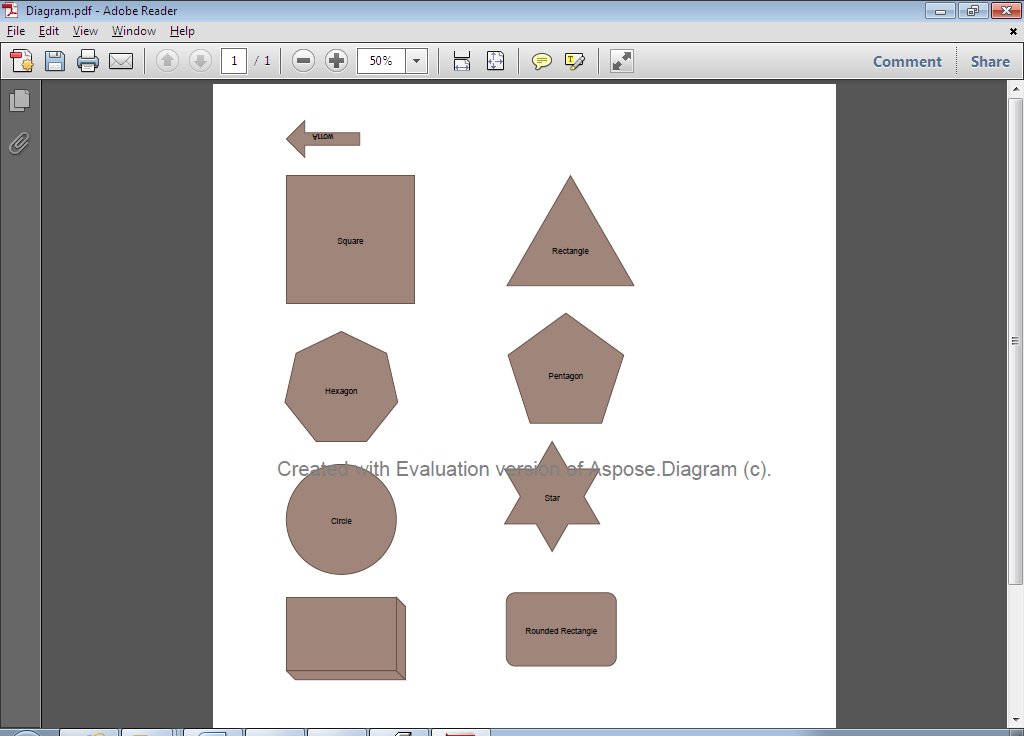 Diagram.pdf - Adobe Reader
File Edit View Window Help
1 / 1 50% Comment Share
Arrow
Square
Rectangle
Hexagon
Pentagon
Created with Evaluation version of Aspose.Diagram (c).
Star
Circle
Rounded Rectangle